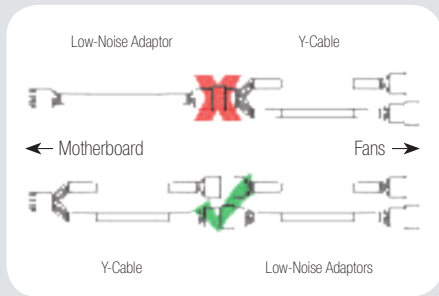 Low-Noise Adaptor Y-Cable
← Motherboard Fans →
Y-Cable Low-Noise Adaptors